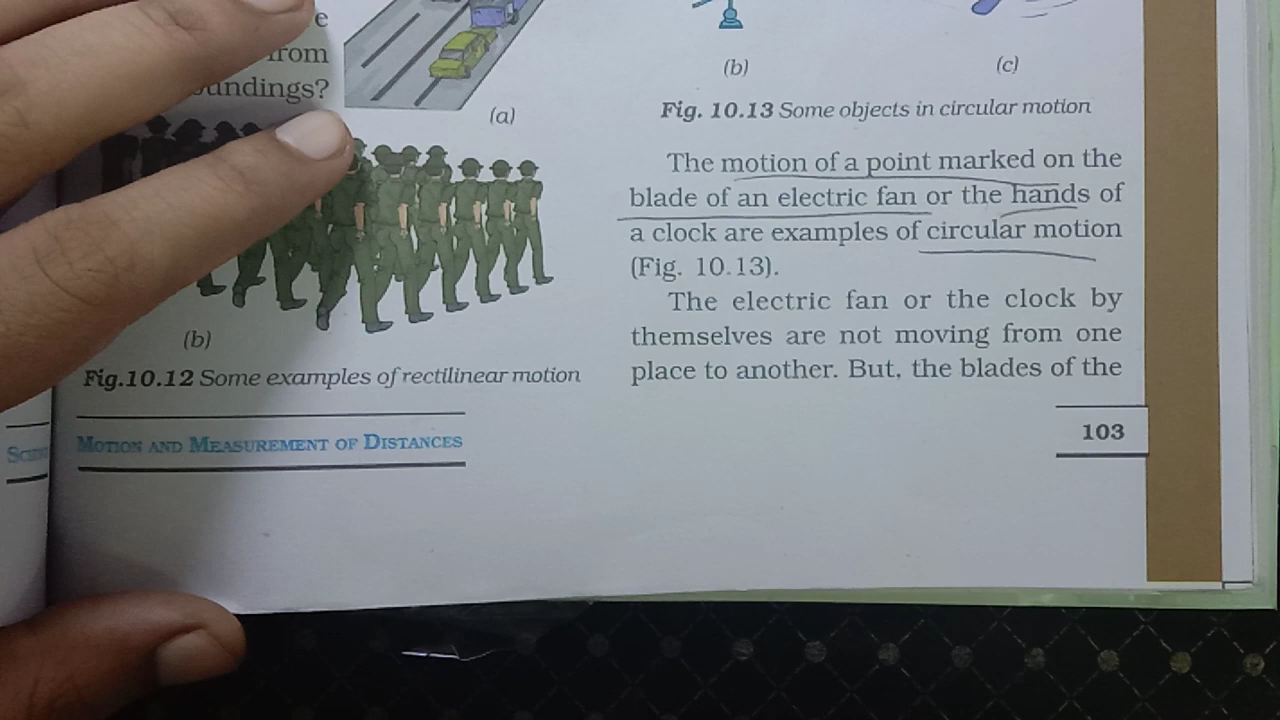 from
undings?
(a)
(b)
Fig.10.12 Some examples of rectilinear motion
(b)
(c)
Fig. 10.13 Some objects in circular motion
The motion of a point marked on the
blade of an electric fan or the hands of
a clock are examples of circular motion
(Fig. 10.13).
The electric fan or the clock by
themselves are not moving from one
place to another. But, the blades of the
MOTION AND MEASUREMENT OF DISTANCES
103